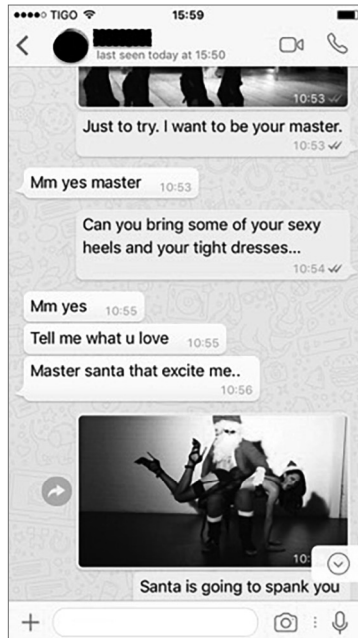 TIGO 15:59
last seen today at 15:50
10:53
Just to try. I want to be your master.
10:53
Mm yes master 10:53
Can you bring some of your sexy
heels and your tight dresses...
10:54
Mm yes 10:55
Tell me what u love 10:55
Master santa that excite me..
10:56
Santa is going to spank you